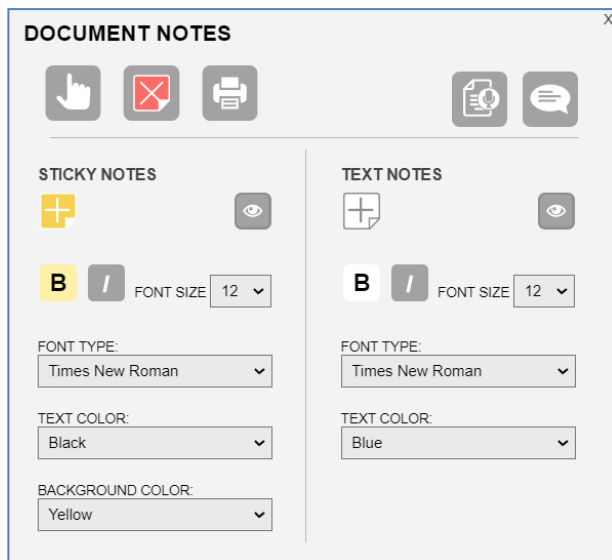 X
DOCUMENT NOTES
STICKY NOTES
B I FONT SIZE 12
FONT TYPE:
Times New Roman
TEXT COLOR:
Black
BACKGROUND COLOR:
Yellow
TEXT NOTES
B I FONT SIZE 12
FONT TYPE:
Times New Roman
TEXT COLOR:
Blue